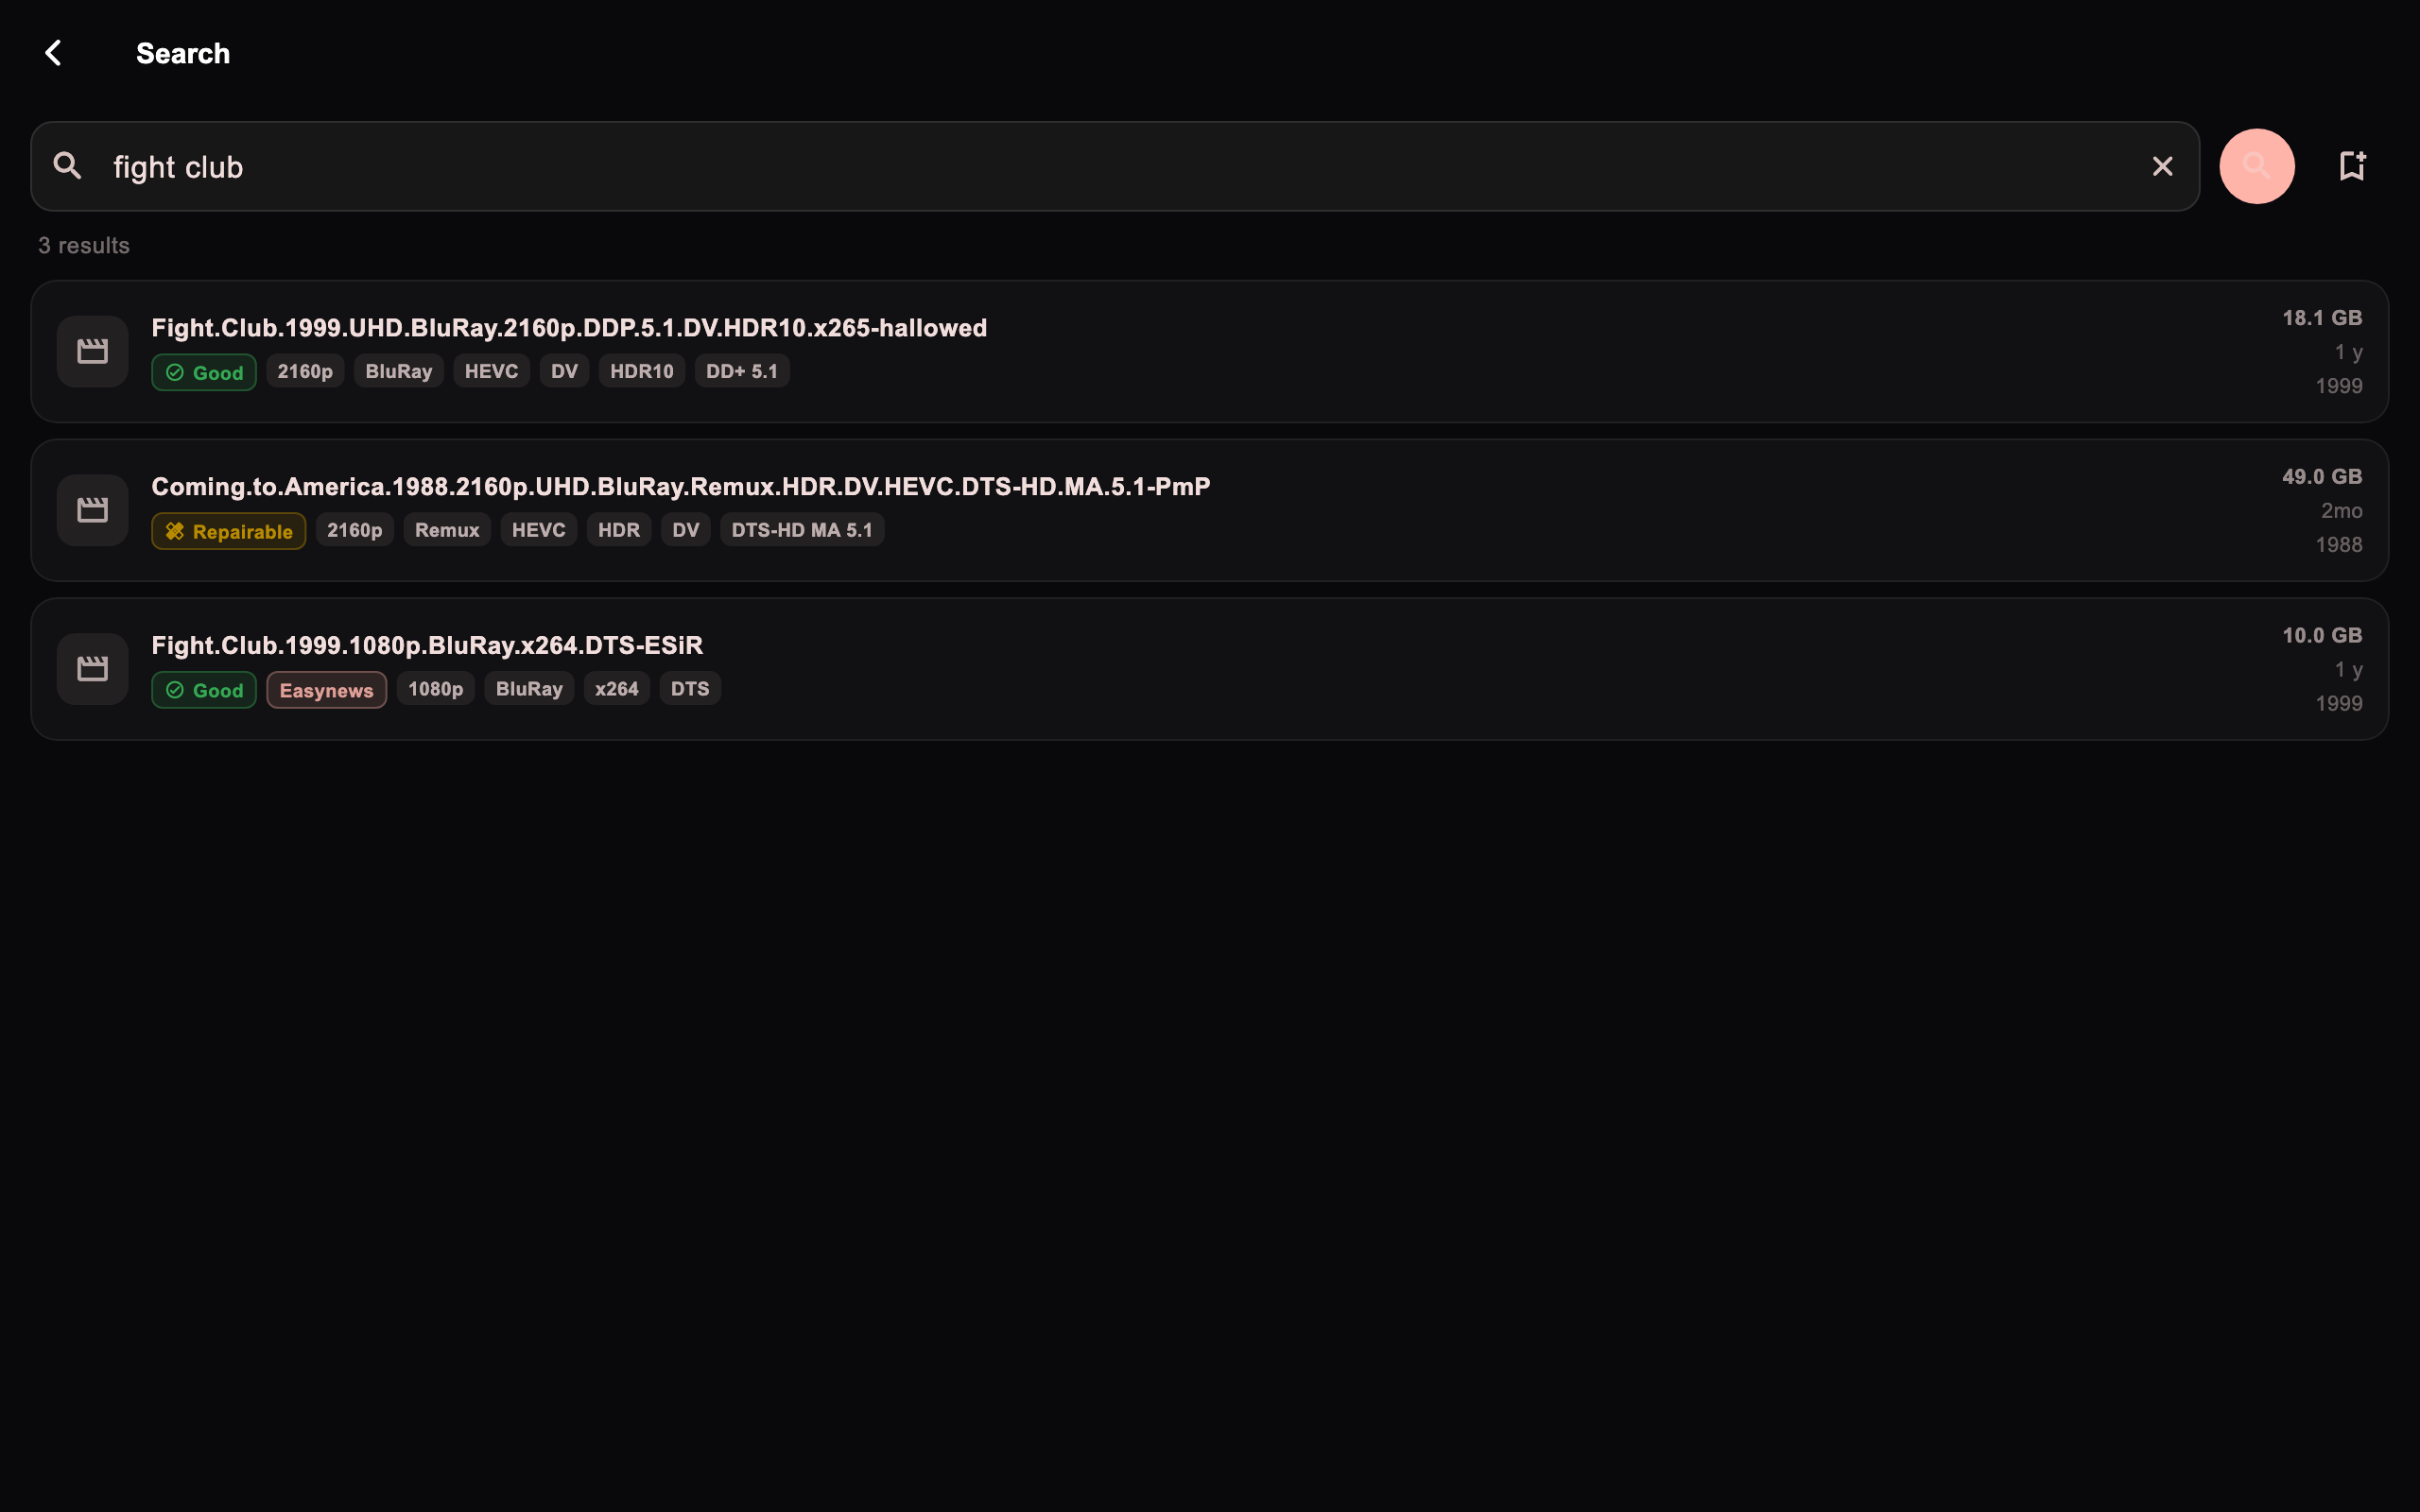 Search
fight club
3 results
Fight.Club.1999.UHD.BluRay.2160p.DDP.5.1.DV.HDR10.x265-hallowed
18.1 GB
Good 2160p BluRay HEVC DV HDR10 DD+ 5.1
1 y
1999
Coming.to.America.1988.2160p.UHD.BluRay.Remux.HDR.DV.HEVC.DTS-HD.MA.5.1-PmP
49.0 GB
Repairable 2160p Remux HEVC HDR DV DTS-HD MA 5.1
2mo
1988
Fight.Club.1999.1080p.BluRay.x264.DTS-ESiR
10.0 GB
Good Easynews 1080p BluRay x264 DTS
1 y
1999